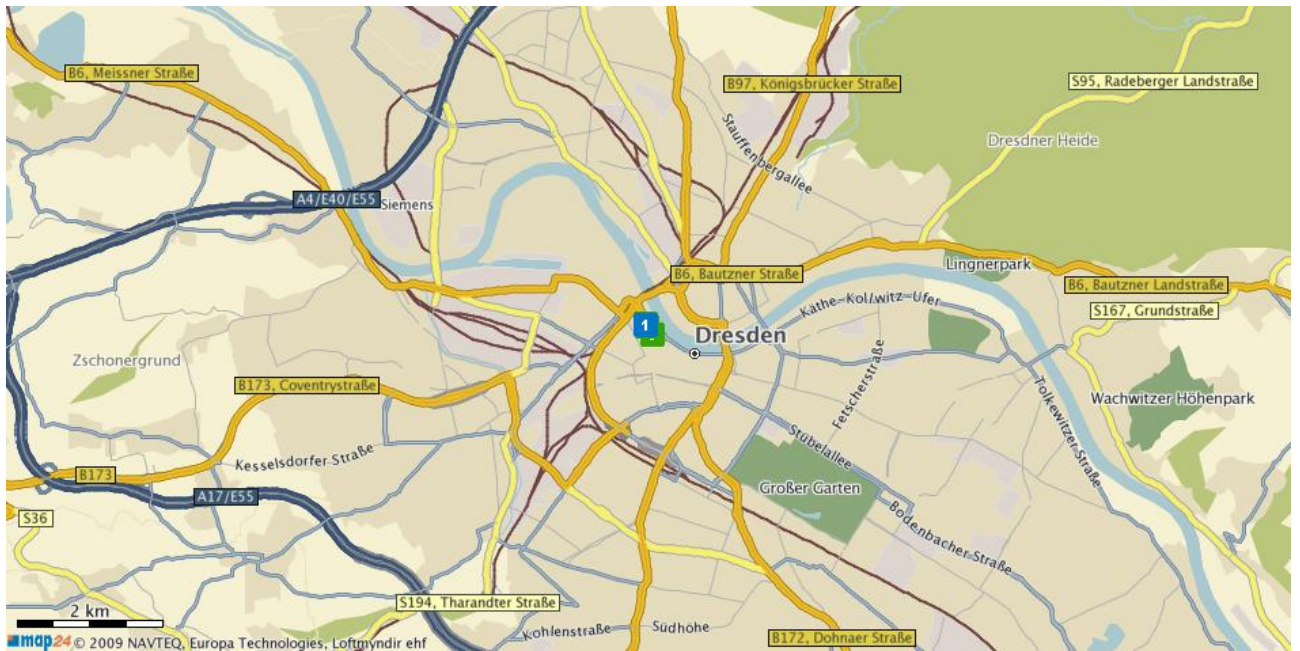 B6, Meissner Straße
B97, Königsbrücker Straße
S95, Radeberger Landstraße
Stauffenbergallee
Dresdner Heide
A4/E40/E55
Siemens
B6, Bautzner Straße
Lingnerpark
B6, Bautzner Landstraße
Käthe-Kollwitz-Ufer
S167, Grundstraße
1
Dresden
Zschonergrund
B173, Coventrystraße
Fetscherstraße
Tolkewitzer Straße
Wachwitzer Höhenpark
Stübelallee
Kesselsdorfer Straße
B173
Großer Garten
A17/E55
S36
Bodenbacher Straße
2 km
S194, Tharandter Straße
Kohlenstraße
Südhöhe
B172, Dohnaer Straße
map24 © 2009 NAVTEQ, Europa Technologies, Loftmyndir ehf